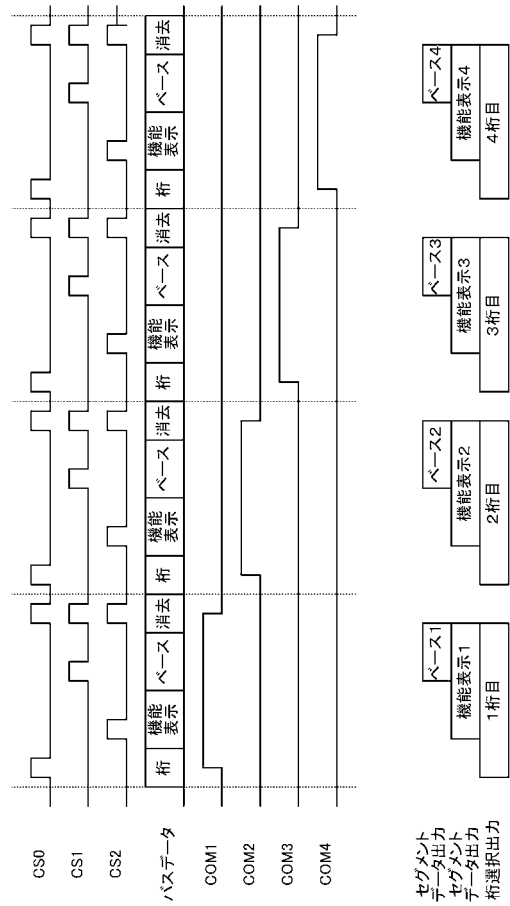 CS0
CS1
CS2
バスデータ
桁 機能表示 ベース 消去 桁 機能表示 ベース 消去 桁 機能表示 ベース 消去 桁 機能表示 ベース 消去
COM1
COM2
COM3
COM4
セグメントデータ出力 ベース1 ベース2 ベース3 ベース4
セグメントデータ出力 機能表示1 機能表示2 機能表示3 機能表示4
桁選択出力 1桁目 2桁目 3桁目 4桁目